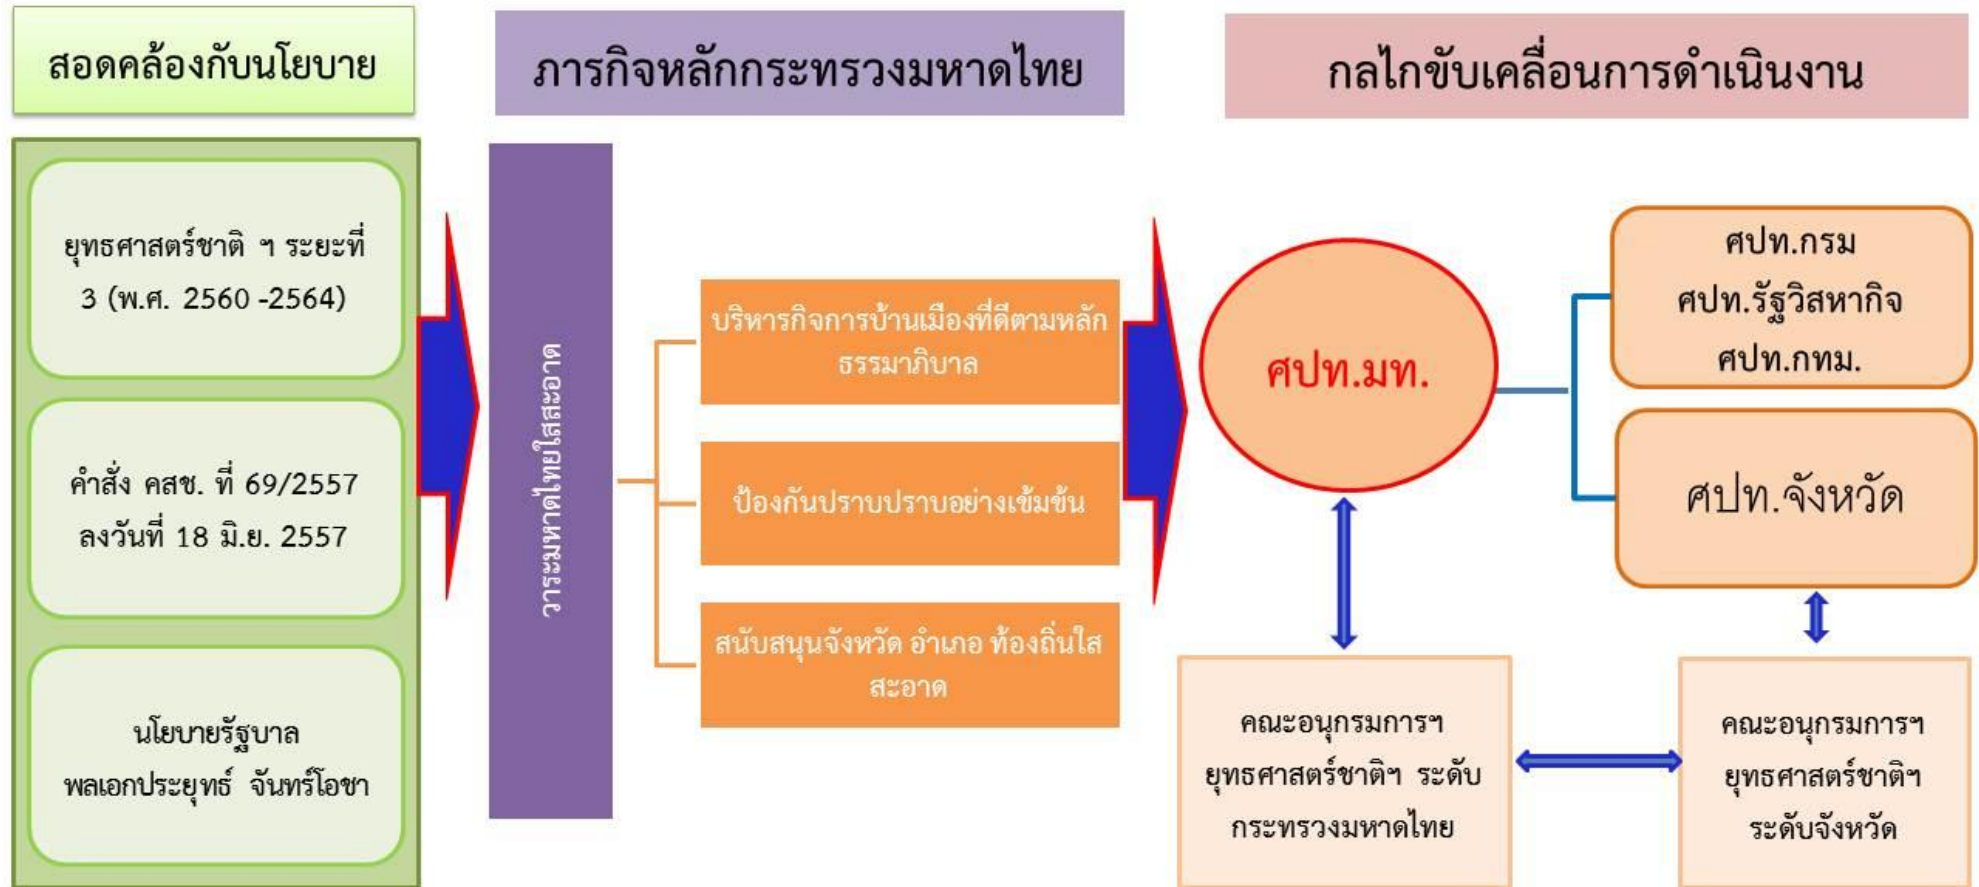 สอดคล้องกับนโยบาย
ยุทธศาสตร์ชาติ ฯ ระยะที่
3 (พ.ศ. 2560 -2564)
คำสั่ง คสช. ที่ 69/2557
ลงวันที่ 18 มิ.ย. 2557
นโยบายรัฐบาล
พลเอกประยุทธ์ จันทร์โอชา
ภารกิจหลักกระทรวงมหาดไทย
วาระมหาดไทยใสสะอาด
บริหารกิจการบ้านเมืองที่ดีตามหลัก
ธรรมาภิบาล
ป้องกันปราบปราบอย่างเข้มข้น
สนับสนุนจังหวัด อำเภอ ท้องถิ่นใส
สะอาด
กลไกขับเคลื่อนการดำเนินงาน
ศปท.มท.
ศปท.กรม
ศปท.รัฐวิสหากิจ
ศปท.กทม.
ศปท.จังหวัด
คณะอนุกรมการฯ
ยุทธศาสตร์ชาติฯ ระดับ
กระทรวงมหาดไทย
คณะอนุกรมการฯ
ยุทธศาสตร์ชาติฯ
ระดับจังหวัด